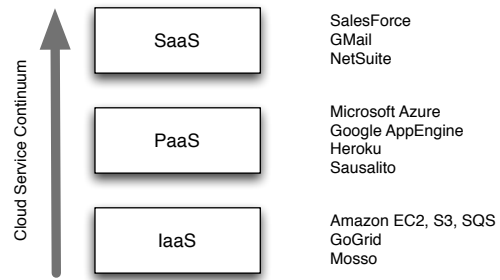 Cloud Service Continuum
SaaS
SalesForce
GMail
NetSuite
PaaS
Microsoft Azure
Google AppEngine
Heroku
Sausalito
IaaS
Amazon EC2, S3, SQS
GoGrid
Mosso